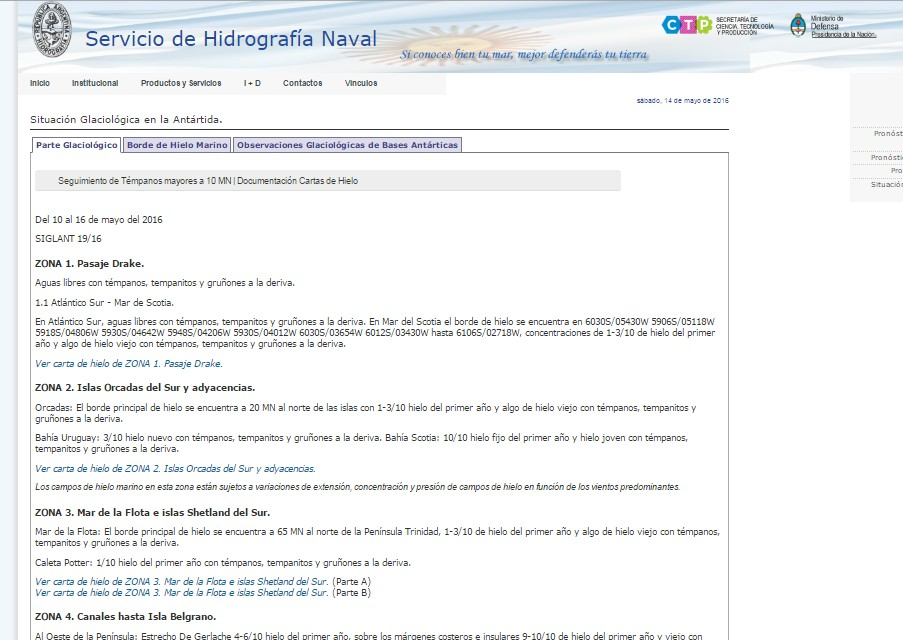 Servicio de Hidrografía Naval
Si conoces bien tu mar, mejor defenderás tu tierra
CTP
SECRETARÍA DE
CIENCIA, TECNOLOGÍA
Y PRODUCCIÓN
Ministerio de
Defensa
Presidencia de la Nación
Inicio Institucional Productos y Servicios I + D Contactos Vínculos
sábado, 14 de mayo de 2016
Situación Glaciológica en la Antártida.
Parte Glaciológico Borde de Hielo Marino Observaciones Glaciológicas de Bases Antárticas
Seguimiento de Témpanos mayores a 10 MN | Documentación Cartas de Hielo
Del 10 al 16 de mayo del 2016
SIGLANT 19/16
ZONA 1. Pasaje Drake.
Aguas libres con témpanos, tempanitos y gruñones a la deriva.
1.1 Atlántico Sur - Mar de Scotia.
En Atlántico Sur, aguas libres con témpanos, tempanitos y gruñones a la deriva. En Mar del Scotia el borde de hielo se encuentra en 6030S/05430W 5906S/05118W
5918S/04806W 5930S/04642W 5948S/04206W 5930S/04012W 6030S/03654W 6012S/03430W hasta 6106S/02718W, concentraciones de 1-3/10 de hielo del primer
año y algo de hielo viejo con témpanos, tempanitos y gruñones a la deriva.
Ver carta de hielo de ZONA 1. Pasaje Drake.
ZONA 2. Islas Orcadas del Sur y adyacencias.
Orcadas: El borde principal de hielo se encuentra a 20 MN al norte de las islas con 1-3/10 hielo del primer año y algo de hielo viejo con témpanos, tempanitos y
gruñones a la deriva.
Bahía Uruguay: 3/10 hielo nuevo con témpanos, tempanitos y gruñones a la deriva. Bahía Scotia: 10/10 hielo fijo del primer año y hielo joven con témpanos,
tempanitos y gruñones a la deriva.
Ver carta de hielo de ZONA 2. Islas Orcadas del Sur y adyacencias.
Los campos de hielo marino en esta zona están sujetos a variaciones de extensión, concentración y presión de campos de hielo en función de los vientos predominantes.
ZONA 3. Mar de la Flota e islas Shetland del Sur.
Mar de la Flota: El borde principal de hielo se encuentra a 65 MN al norte de la Península Trinidad, 1-3/10 de hielo del primer año y algo de hielo viejo con témpanos,
tempanitos y gruñones a la deriva.
Caleta Potter: 1/10 hielo del primer año con témpanos, tempanitos y gruñones a la deriva.
Ver carta de hielo de ZONA 3. Mar de la Flota e islas Shetland del Sur. (Parte A)
Ver carta de hielo de ZONA 3. Mar de la Flota e islas Shetland del Sur. (Parte B)
ZONA 4. Canales hasta Isla Belgrano.
Al Oeste de la Península: Estrecho De Gerlache 4-6/10 hielo del primer año, sobre los márgenes costeros e insulares 9-10/10 de hielo del primer año y viejo con
Pronóst
Pronósti
Pro
Situación